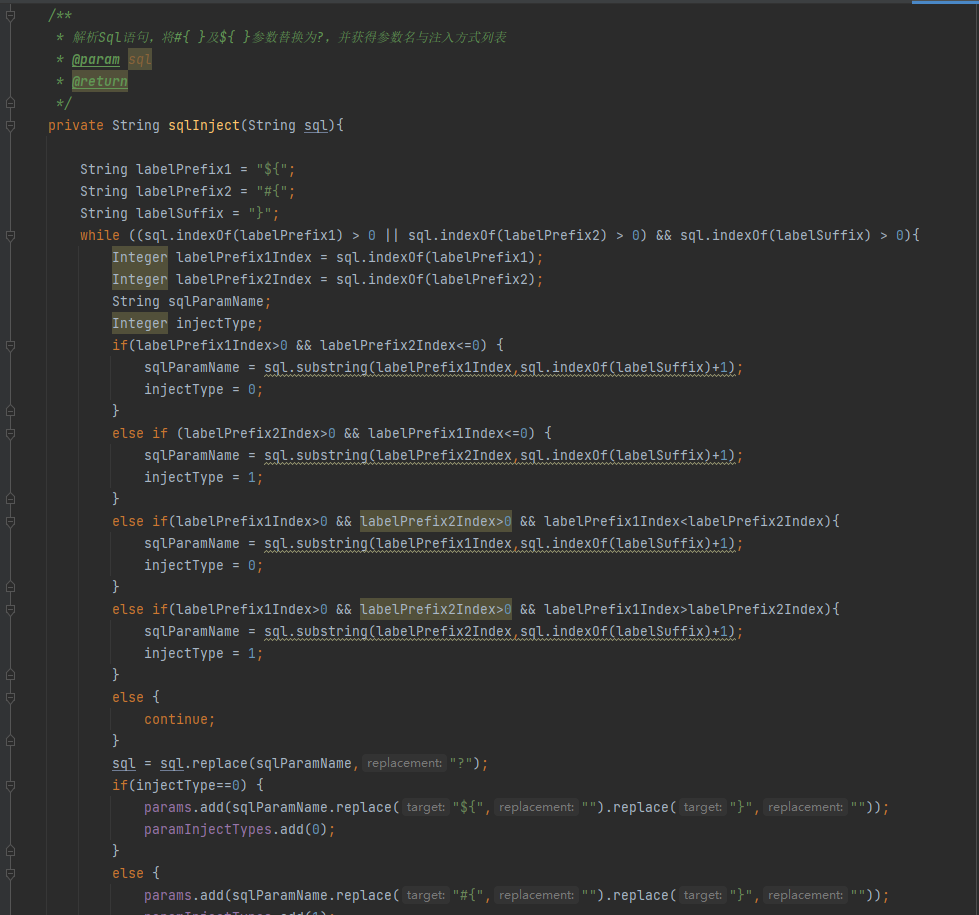 /**
 * 解析Sql语句，将#{ }及${ }参数替换为?，并获得参数名与注入方式列表
 * @param sql
 * @return
 */
private String sqlInject(String sql){
String labelPrefix1 = "${";
String labelPrefix2 = "#{";
String labelSuffix = "}";
while ((sql.indexOf(labelPrefix1) > 0 || sql.indexOf(labelPrefix2) > 0) && sql.indexOf(labelSuffix) > 0){
Integer labelPrefix1Index = sql.indexOf(labelPrefix1);
Integer labelPrefix2Index = sql.indexOf(labelPrefix2);
String sqlParamName;
Integer injectType;
if(labelPrefix1Index>0 && labelPrefix2Index<=0) {
sqlParamName = sql.substring(labelPrefix1Index,sql.indexOf(labelSuffix)+1);
injectType = 0;
}
else if (labelPrefix2Index>0 && labelPrefix1Index<=0) {
sqlParamName = sql.substring(labelPrefix2Index,sql.indexOf(labelSuffix)+1);
injectType = 1;
}
else if(labelPrefix1Index>0 && labelPrefix2Index>0 && labelPrefix1Index<labelPrefix2Index){
sqlParamName = sql.substring(labelPrefix1Index,sql.indexOf(labelSuffix)+1);
injectType = 0;
}
else if(labelPrefix1Index>0 && labelPrefix2Index>0 && labelPrefix1Index>labelPrefix2Index){
sqlParamName = sql.substring(labelPrefix2Index,sql.indexOf(labelSuffix)+1);
injectType = 1;
}
else {
continue;
}
sql = sql.replace(sqlParamName, replacement: "?");
if(injectType==0) {
params.add(sqlParamName.replace( target: "${", replacement: "").replace( target: "}", replacement: ""));
paramInjectTypes.add(0);
}
else {
params.add(sqlParamName.replace( target: "#{", replacement: "").replace( target: "}", replacement: ""));